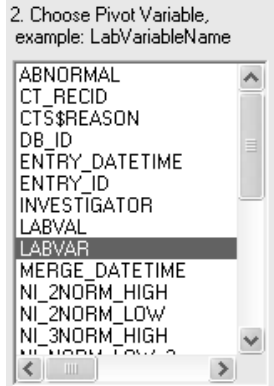 2. Choose Pivot Variable,
example: LabVariableName
ABNORMAL
CT_RECID
CTS$REASON
DB_ID
ENTRY_DATETIME
ENTRY_ID
INVESTIGATOR
LABVAL
LABVAR
MERGE_DATETIME
NI_2NORM_HIGH
NI_2NORM_LOW
NI_3NORM_HIGH